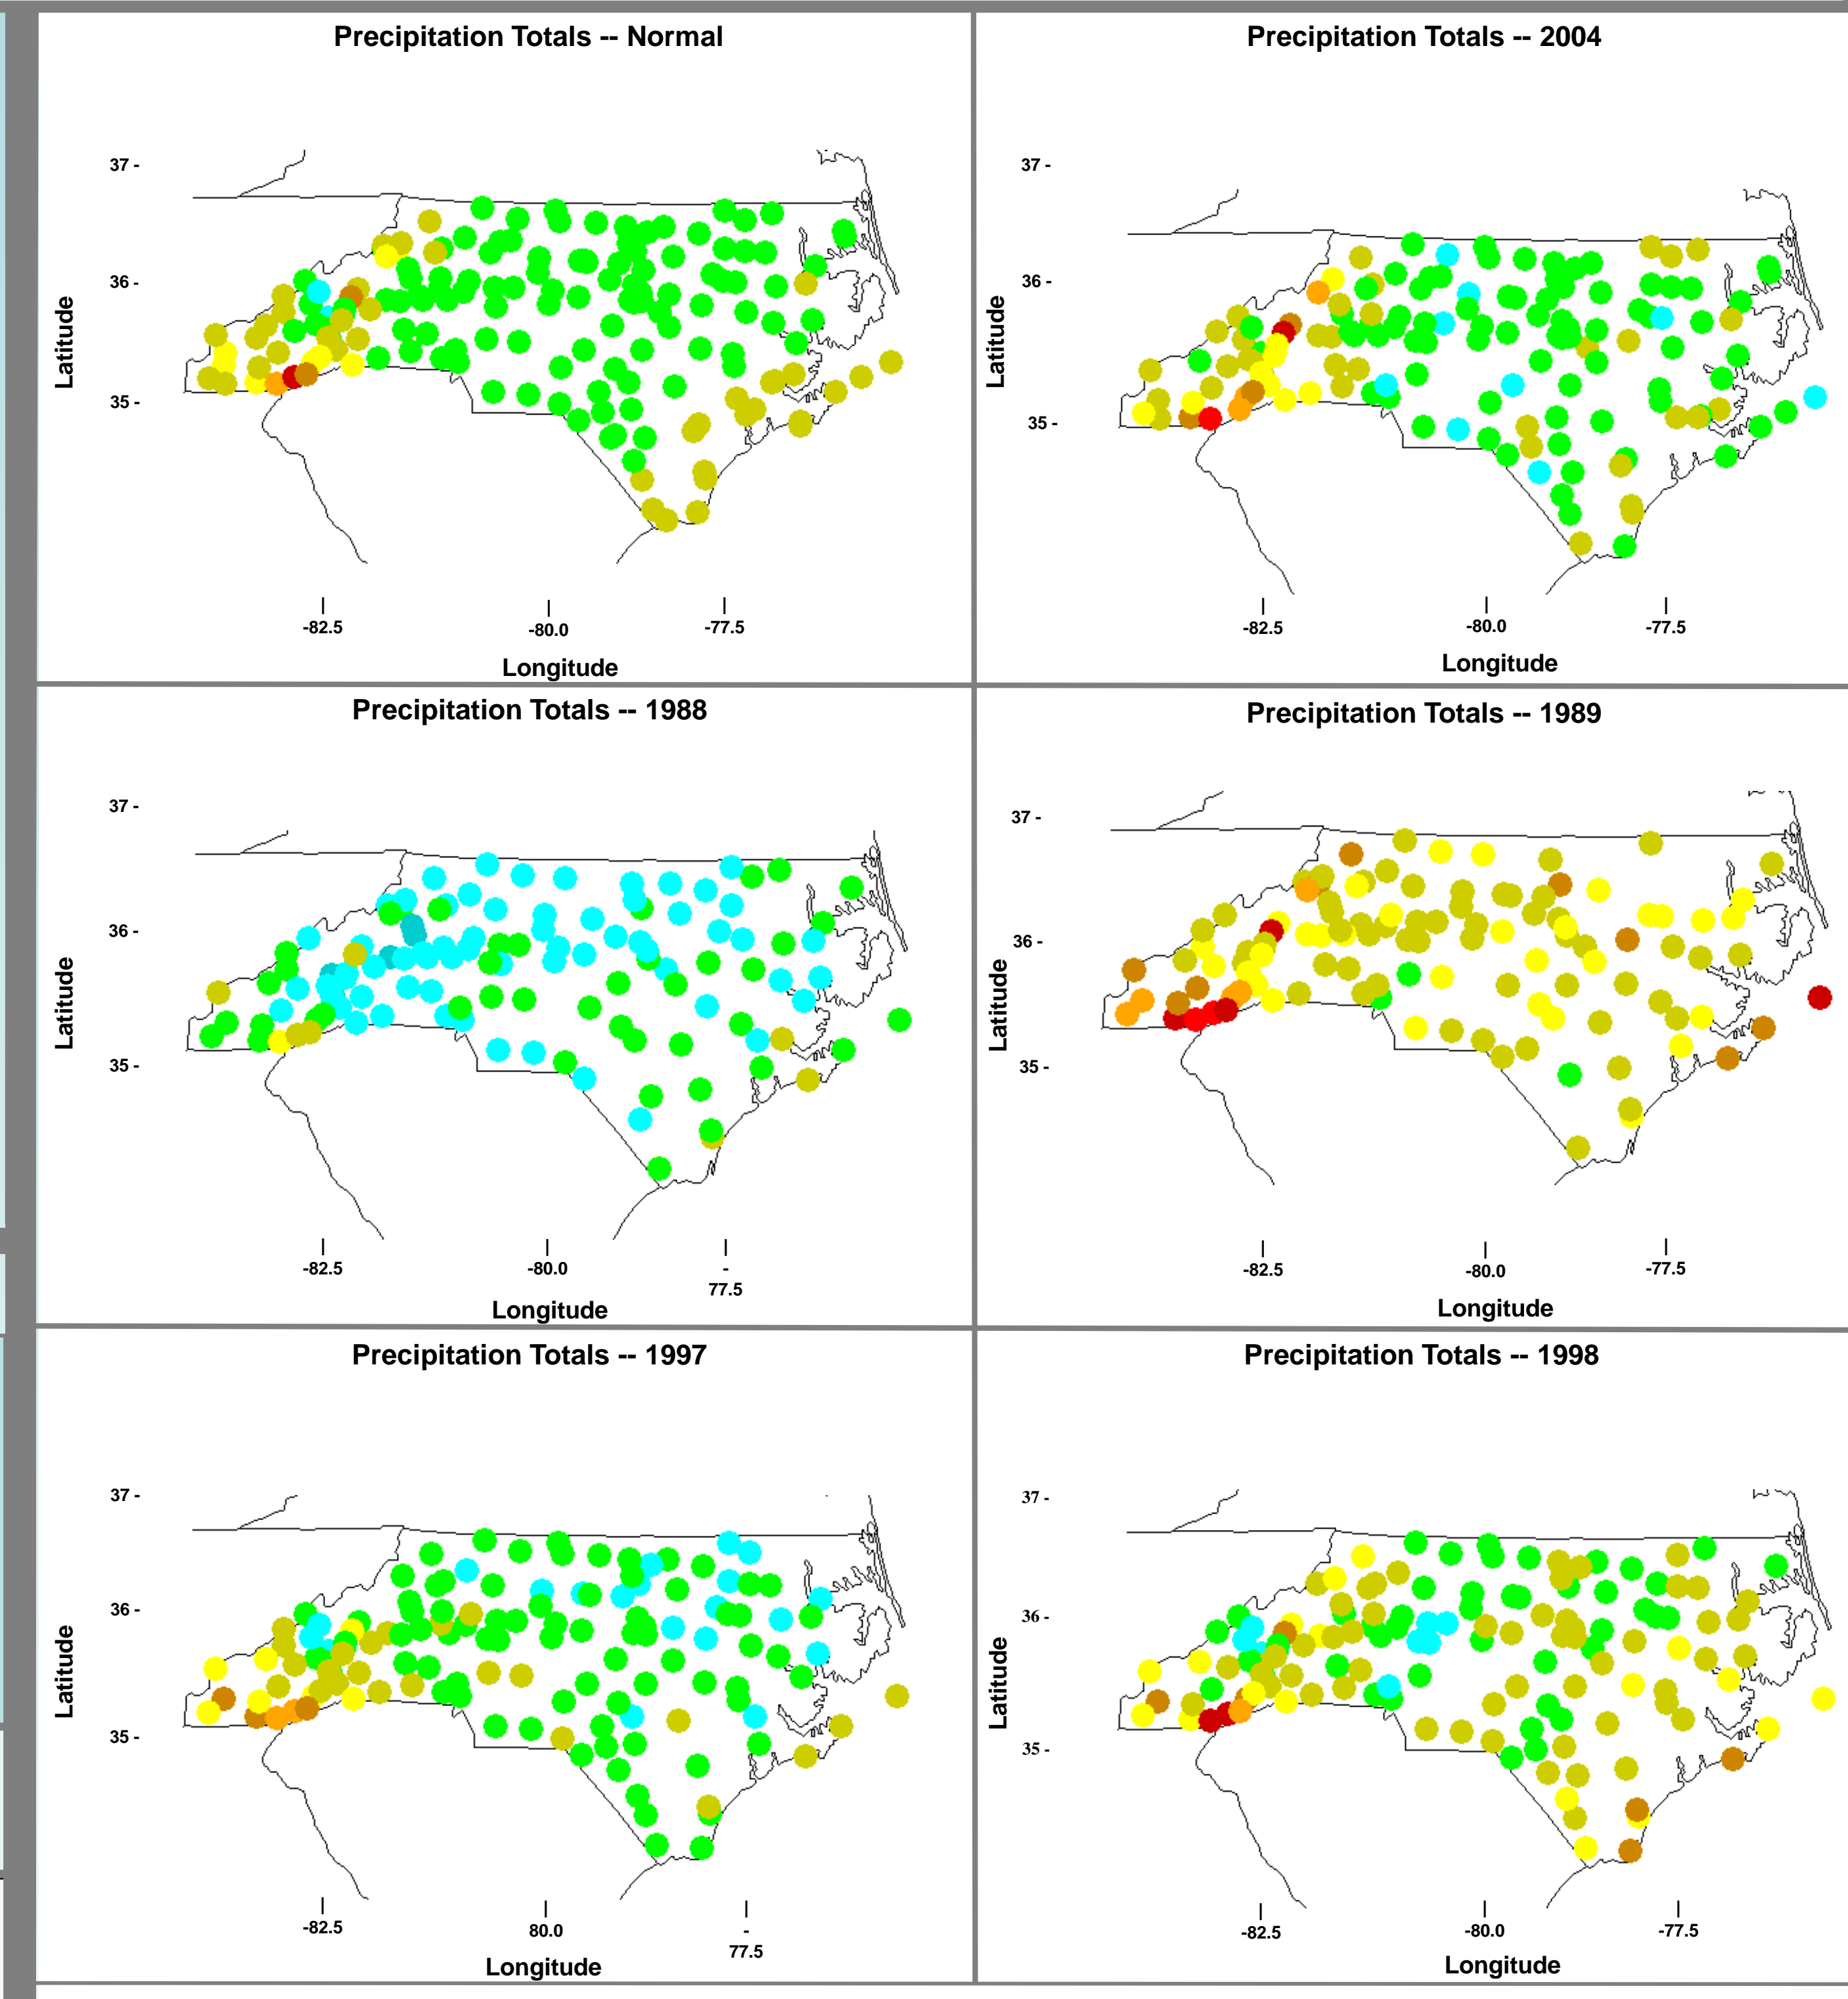 Precipitation Totals -- Normal
37 -
36 -
35 -
Latitude
-82.5
-80.0
-77.5
Longitude
Precipitation Totals -- 2004
37 -
36 -
35 -
Latitude
-82.5
-80.0
-77.5
Longitude
Precipitation Totals -- 1988
37 -
36 -
35 -
Latitude
-82.5
-80.0
-
77.5
Longitude
Precipitation Totals -- 1989
37 -
36 -
35 -
Latitude
-82.5
-80.0
-77.5
Longitude
Precipitation Totals -- 1997
37 -
36 -
35 -
Latitude
-82.5
80.0
-
77.5
Longitude
Precipitation Totals -- 1998
37 -
36 -
35 -
Latitude
-82.5
-80.0
-77.5
Longitude